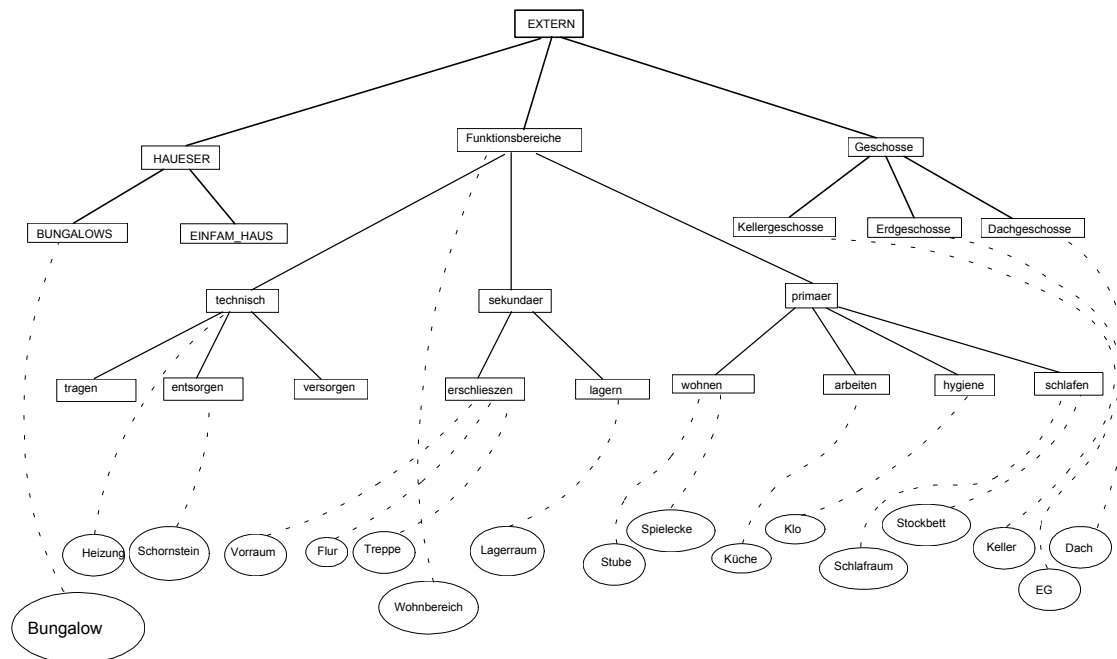 EXTERN
Funktionsbereiche
HAUESER
Geschosse
BUNGALOWS
EINFAM_HAUS
Kellergeschosse
Erdgeschosse
Dachgeschosse
technisch
sekundaer
primaer
tragen
entsorgen
versorgen
erschlieszen
lagern
wohnen
arbeiten
hygiene
schlafen
Heizung
Schornstein
Vorraum
Flur
Treppe
Lagerraum
Spielecke
Stube
Küche
Klo
Stockbett
Schlafraum
Keller
Dach
EG
Wohnbereich
Bungalow